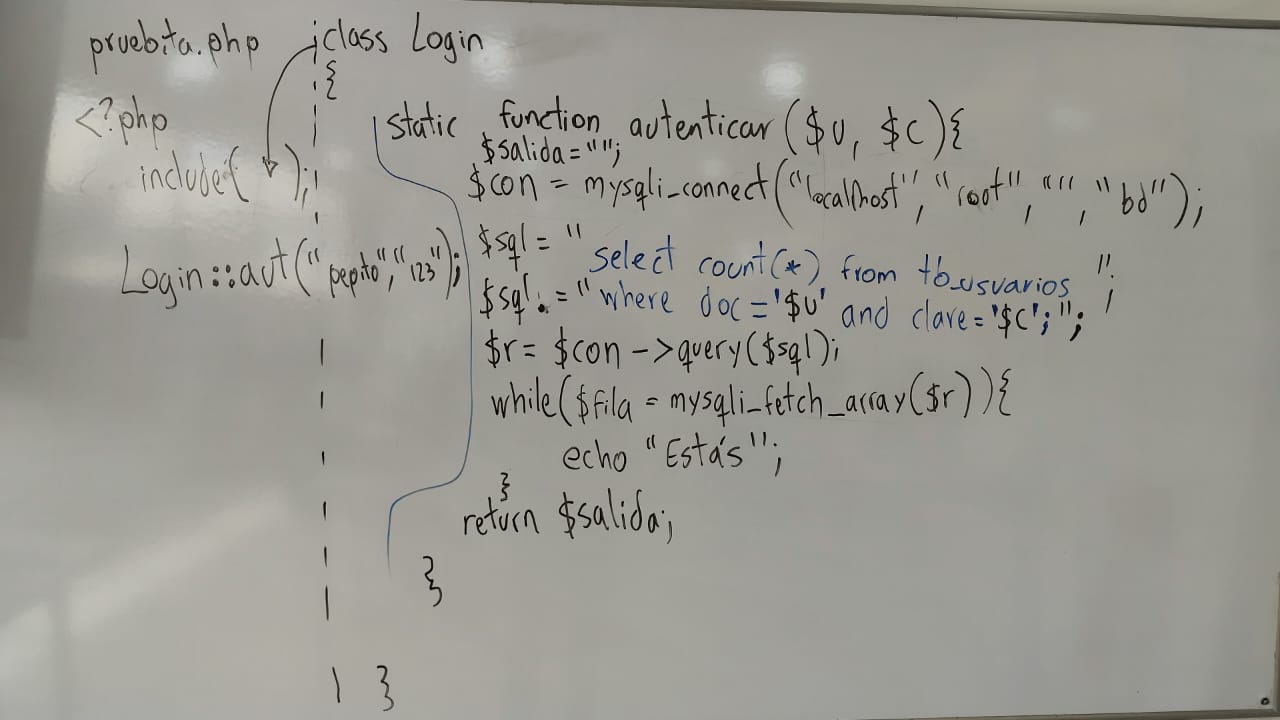 pruebita.php
<?php
include( );
Login::aut("pepito","123");
class Login
{
static function autenticar($u, $c){
$salida="";
$con = mysqli_connect("localhost","root","","bd");
$sql = "select count(*) from tb_usuarios ";
$sql.="where doc='$u' and clave='$c';";
$r= $con->query($sql);
while($fila = mysqli_fetch_array($r)){
echo "Estás";
}
return $salida;
}
}